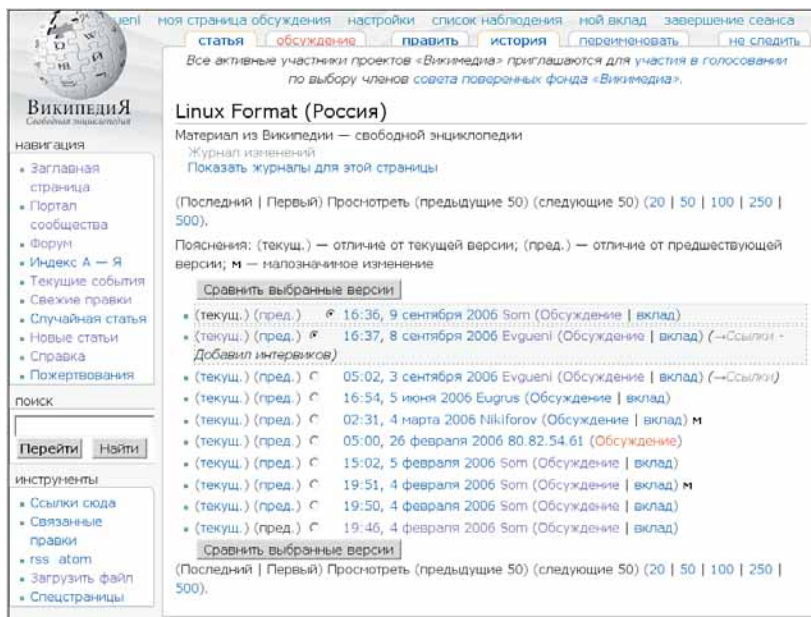 ueni моя страница обсуждения настройки список наблюдения мой вклад завершение сеанса
статья обсуждение править история переименовать не следить
Все активные участники проектов «Викимедиа» приглашаются для участия в голосовании
по выбору членов совета поверенных фонда «Викимедиа».
ВикипедиЯ
Свободная энциклопедия
навигация
Заглавная
страница
Портал
сообщества
Форум
Индекс А — Я
Текущие события
Свежие правки
Случайная статья
Новые статьи
Справка
Пожертвования
поиск
Перейти Найти
инструменты
Ссылки сюда
Связанные
правки
rss atom
Загрузить файл
Спецстраницы
Linux Format (Россия)
Материал из Википедии — свободной энциклопедии
Журнал изменений
Показать журналы для этой страницы
(Последний | Первый) Просмотреть (предыдущие 50) (следующие 50) (20 | 50 | 100 | 250 |
500).
Пояснения: (текущ.) — отличие от текущей версии; (пред.) — отличие от предшествующей
версии; м — малозначимое изменение
Сравнить выбранные версии
(текущ.) (пред.) 16:36, 9 сентября 2006 Som (Обсуждение | вклад)
(текущ.) (пред.) 16:37, 8 сентября 2006 Evgueni (Обсуждение | вклад) (→Ссылки -
Добавил интервиков)
(текущ.) (пред.) 05:02, 3 сентября 2006 Evgueni (Обсуждение | вклад) (→Ссылки)
(текущ.) (пред.) 16:54, 5 июня 2006 Eugrus (Обсуждение | вклад)
(текущ.) (пред.) 02:31, 4 марта 2006 Nikiforov (Обсуждение | вклад) м
(текущ.) (пред.) 05:00, 26 февраля 2006 80.82.54.61 (Обсуждение)
(текущ.) (пред.) 15:02, 5 февраля 2006 Som (Обсуждение | вклад)
(текущ.) (пред.) 19:51, 4 февраля 2006 Som (Обсуждение | вклад) м
(текущ.) (пред.) 19:50, 4 февраля 2006 Som (Обсуждение | вклад)
(текущ.) (пред.) 19:46, 4 февраля 2006 Som (Обсуждение | вклад)
Сравнить выбранные версии
(Последний | Первый) Просмотреть (предыдущие 50) (следующие 50) (20 | 50 | 100 | 250 |
500).